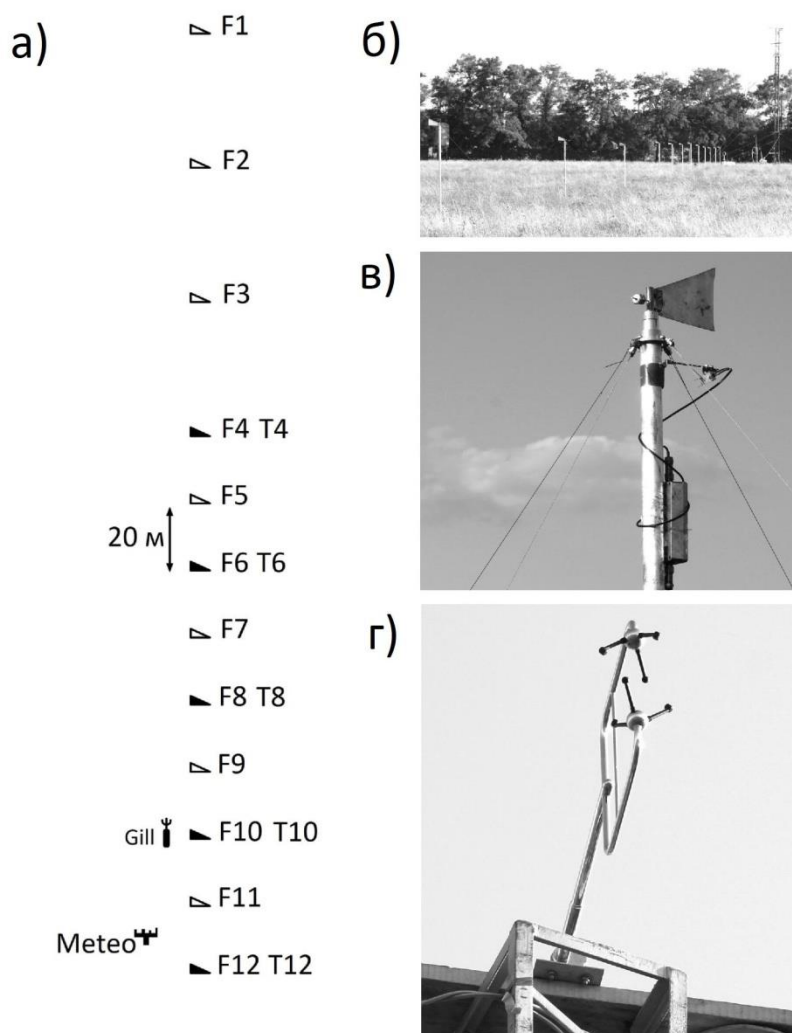 а)
F1
F2
F3
F4 T4
F5
20 м
F6 T6
F7
F8 T8
F9
Gill
F10 T10
F11
Meteo
F12 T12
б)
в)
г)